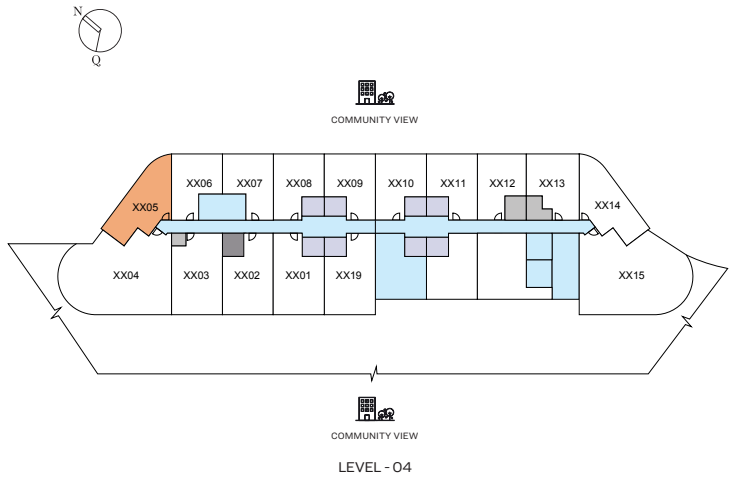 N
Q
COMMUNITY VIEW
XX06 XX07 XX08 XX09 XX10 XX11 XX12 XX13
XX05 XX14
XX04 XX03 XX02 XX01 XX19 XX15
COMMUNITY VIEW
LEVEL - 04